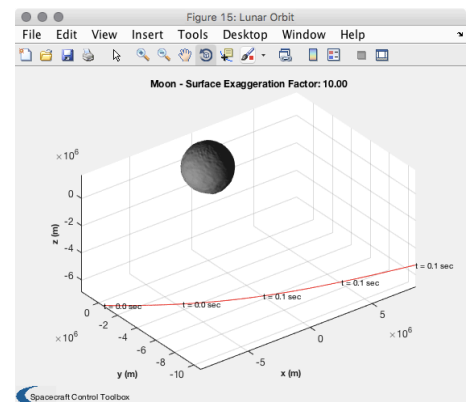 Figure 15: Lunar Orbit
File Edit View Insert Tools Desktop Window Help
Moon - Surface Exaggeration Factor: 10.00
×10⁶
0
-2
-4
-6
z (m)
t = 0.0 sec
t = 0.0 sec
t = 0.1 sec
t = 0.1 sec
t = 0.1 sec
0
-2
-4
-6
-8
-10
×10⁶
y (m)
-5
0
5
×10⁶
x (m)
Spacecraft Control Toolbox